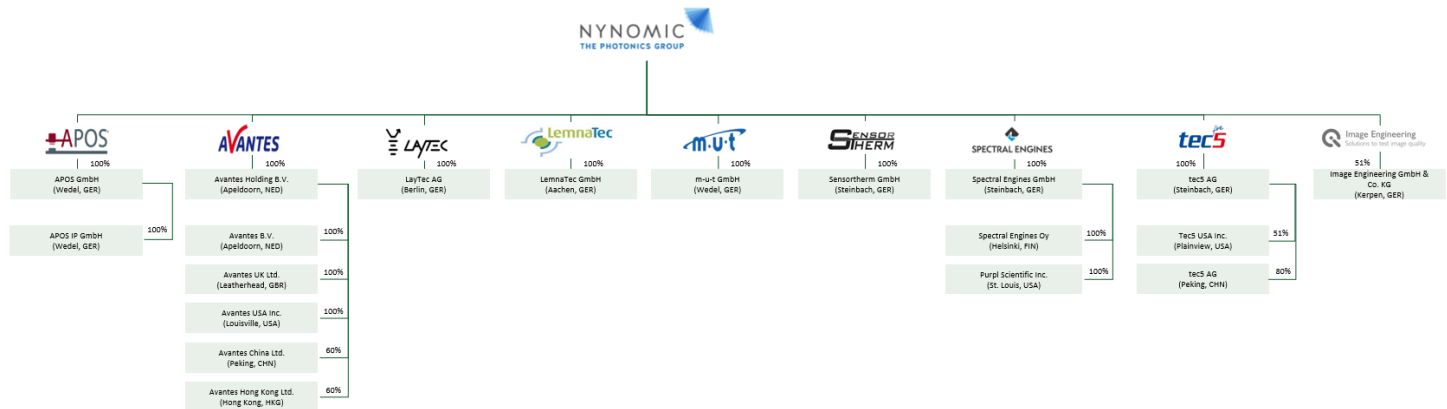 NYNOMIC
THE PHOTONICS GROUP
APOS
AVANTES
LAYTEC
LemnaTec
m·u·t
SENSOR
THERM
SPECTRAL ENGINES
tec5
Image Engineering
Solutions to test image quality
100%
100%
100%
100%
100%
100%
100%
100%
51%
APOS GmbH
(Wedel, GER)
Avantes Holding B.V.
(Apeldoorn, NED)
LayTec AG
(Berlin, GER)
LemnaTec GmbH
(Aachen, GER)
m-u-t GmbH
(Wedel, GER)
Sensortherm GmbH
(Steinbach, GER)
Spectral Engines GmbH
(Steinbach, GER)
tec5 AG
(Steinbach, GER)
Image Engineering GmbH &
Co. KG
(Kerpen, GER)
APOS IP GmbH
(Wedel, GER)
100%
Avantes B.V.
(Apeldoorn, NED)
100%
Spectral Engines Oy
(Helsinki, FIN)
100%
Tec5 USA Inc.
(Plainview, USA)
51%
Avantes UK Ltd.
(Leatherhead, GBR)
100%
Purpl Scientific Inc.
(St. Louis, USA)
100%
tec5 AG
(Peking, CHN)
80%
Avantes USA Inc.
(Louisville, USA)
100%
Avantes China Ltd.
(Peking, CHN)
60%
Avantes Hong Kong Ltd.
(Hong Kong, HKG)
60%